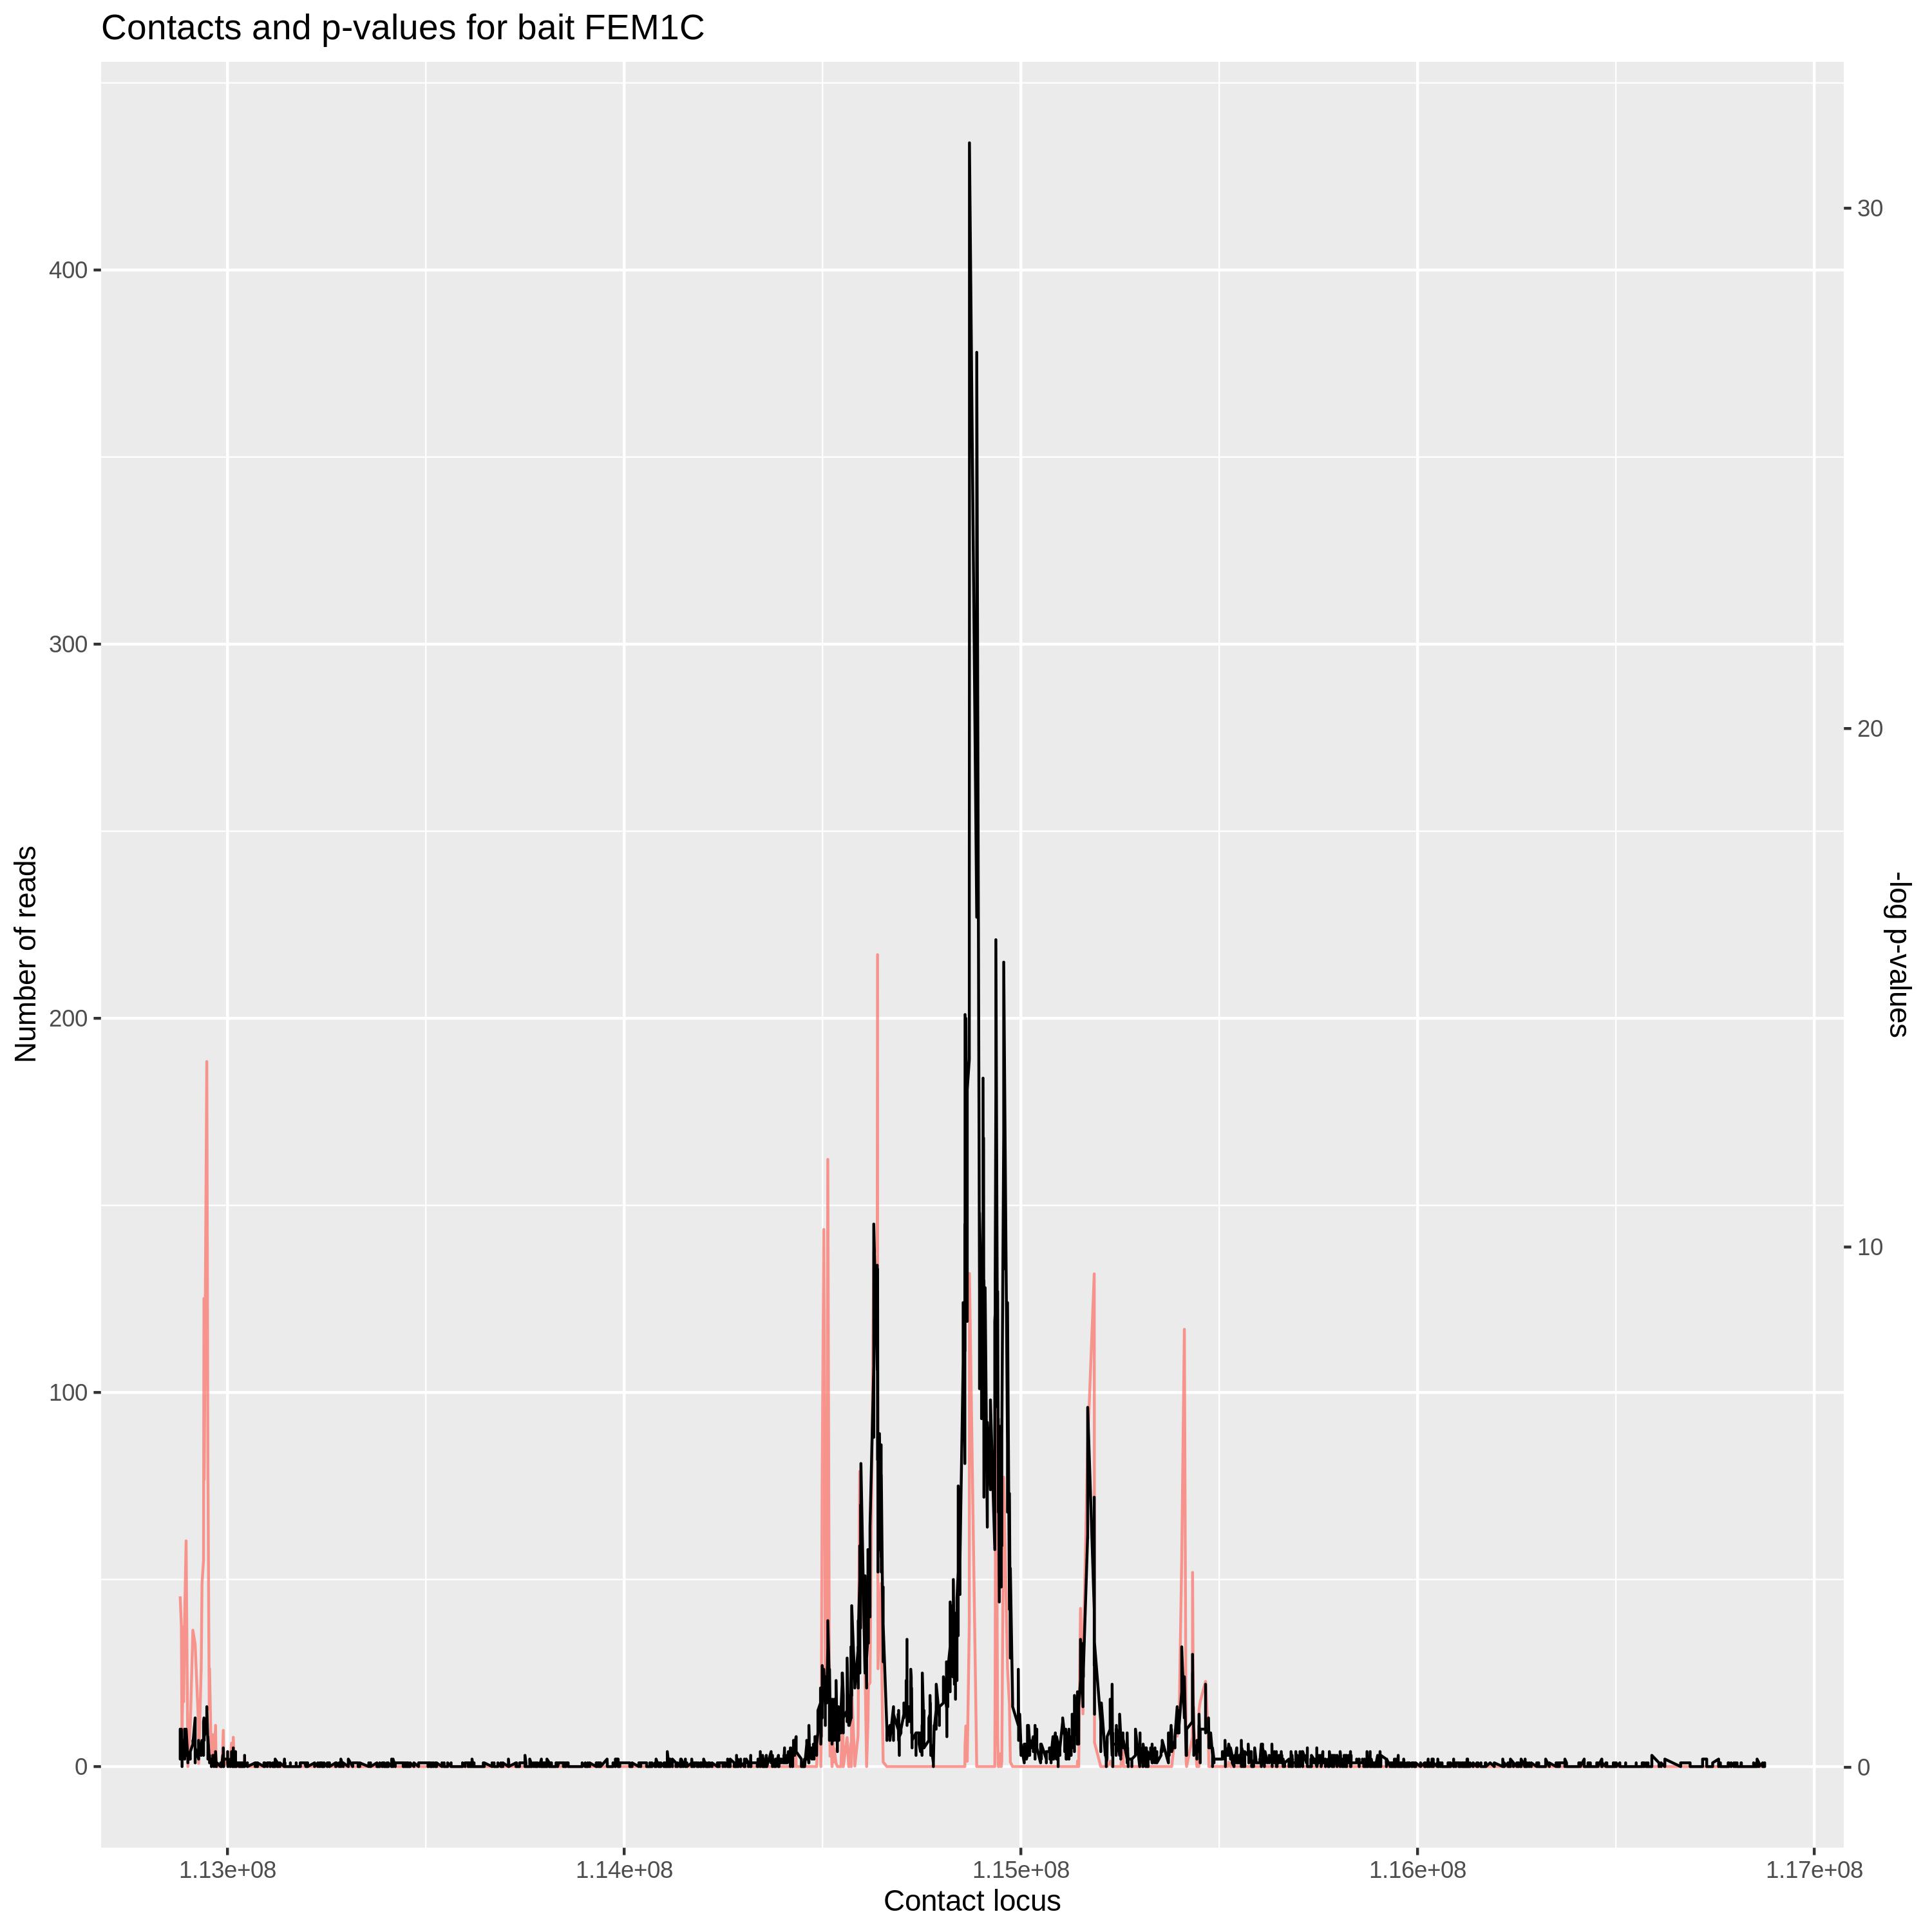 Contacts and p-values for bait FEM1C
400
300
200
100
0
Number of reads
30
20
10
0
-log p-values
1.13e+08
1.14e+08
1.15e+08
1.16e+08
1.17e+08
Contact locus